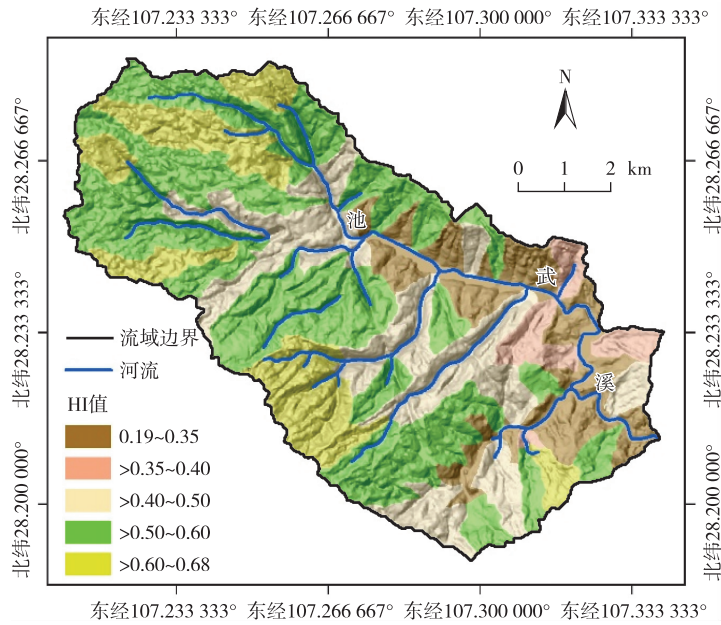 东经107.233 333° 东经107.266 667° 东经107.300 000° 东经107.333 333°
北纬28.266 667°
北纬28.233 333°
北纬28.200 000°
N
0 1 2 km
池
武
溪
流域边界
河流
HI值
0.19~0.35
>0.35~0.40
>0.40~0.50
>0.50~0.60
>0.60~0.68
北纬28.266 667°
北纬28.233 333°
北纬28.200 000°
东经107.233 333° 东经107.266 667° 东经107.300 000° 东经107.333 333°